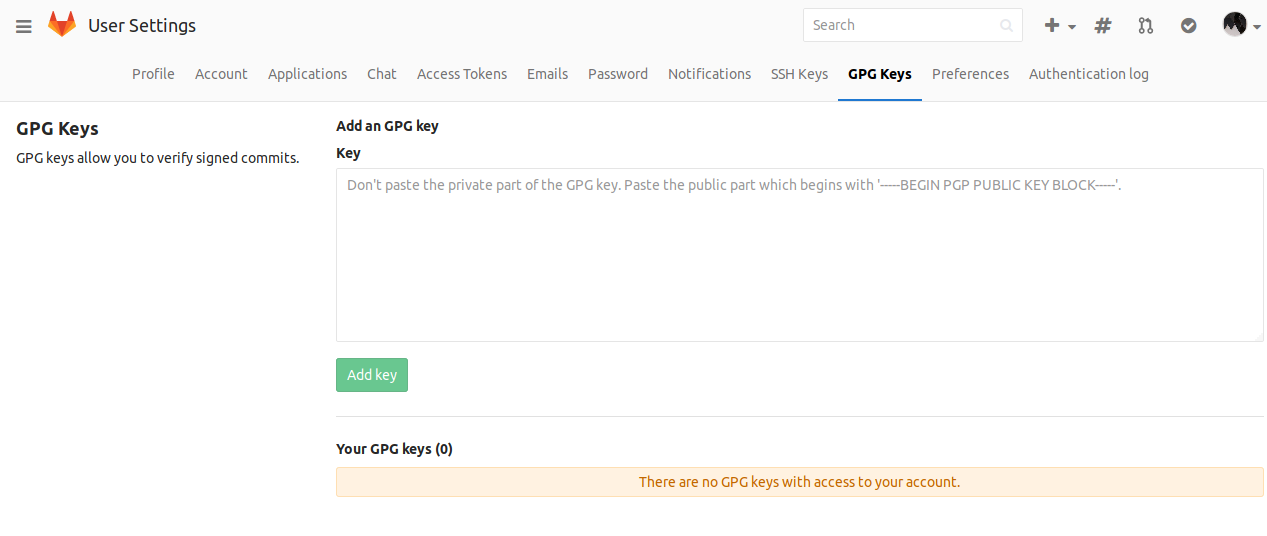 User Settings
Search
Profile Account Applications Chat Access Tokens Emails Password Notifications SSH Keys GPG Keys Preferences Authentication log
GPG Keys
GPG keys allow you to verify signed commits.
Add an GPG key
Key
Don't paste the private part of the GPG key. Paste the public part which begins with '-----BEGIN PGP PUBLIC KEY BLOCK-----'.
Add key
Your GPG keys (0)
There are no GPG keys with access to your account.